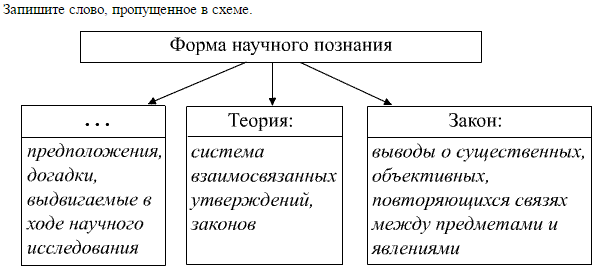 Запишите слово, пропущенное в схеме.
Форма научного познания
...
предположения,
догадки,
выдвигаемые в
ходе научного
исследования
Теория:
система
взаимосвязанных
утверждений,
законов
Закон:
выводы о существенных,
объективных,
повторяющихся связях
между предметами и
явлениями